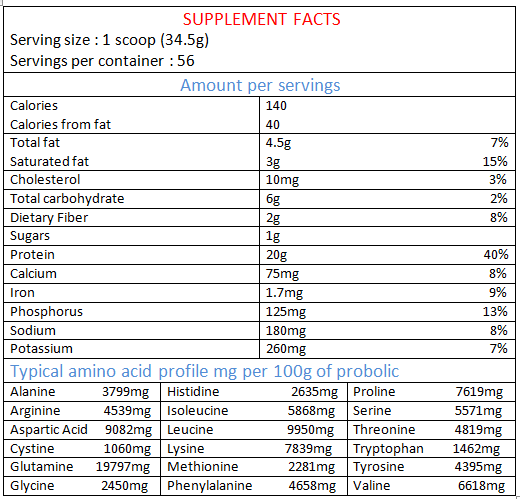 SUPPLEMENT FACTS
Serving size : 1 scoop (34.5g)
Servings per container : 56
Amount per servings
Calories 140
Calories from fat 40
Total fat 4.5g 7%
Saturated fat 3g 15%
Cholesterol 10mg 3%
Total carbohydrate 6g 2%
Dietary Fiber 2g 8%
Sugars 1g
Protein 20g 40%
Calcium 75mg 8%
Iron 1.7mg 9%
Phosphorus 125mg 13%
Sodium 180mg 8%
Potassium 260mg 7%
Typical amino acid profile mg per 100g of probolic
Alanine 3799mg Histidine 2635mg Proline 7619mg
Arginine 4539mg Isoleucine 5868mg Serine 5571mg
Aspartic Acid 9082mg Leucine 9950mg Threonine 4819mg
Cystine 1060mg Lysine 7839mg Tryptophan 1462mg
Glutamine 19797mg Methionine 2281mg Tyrosine 4395mg
Glycine 2450mg Phenylalanine 4658mg Valine 6618mg